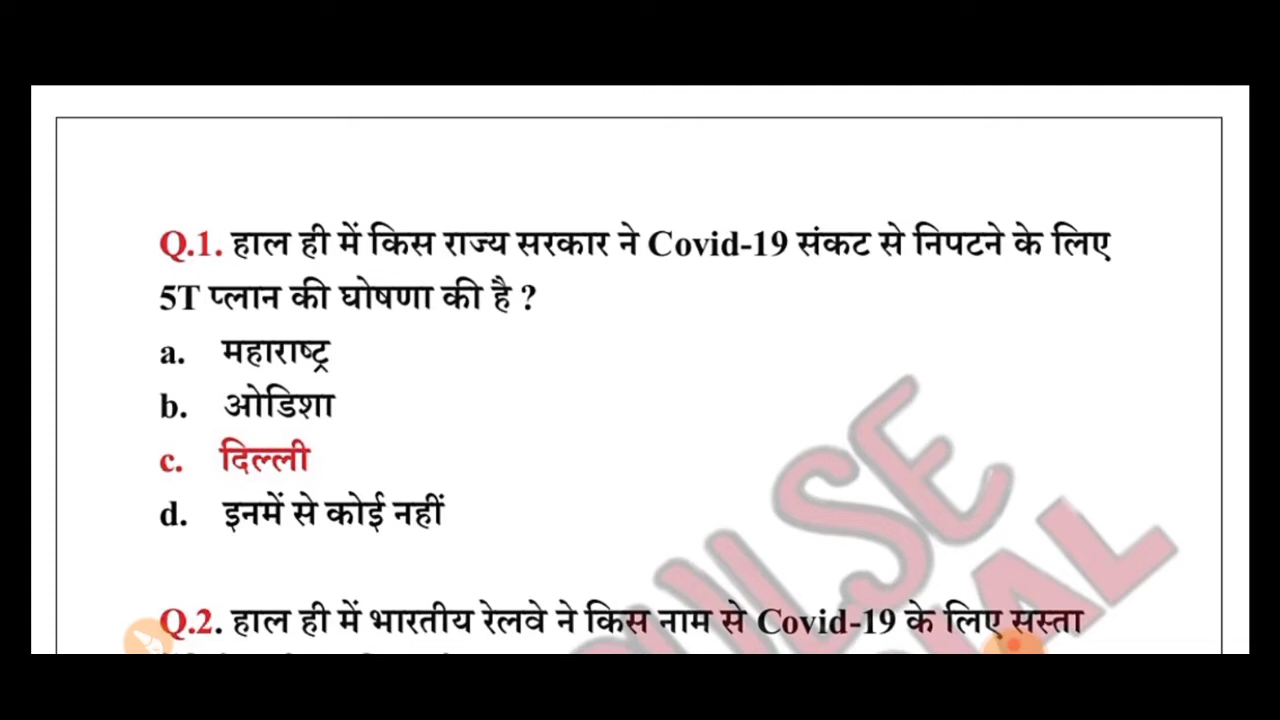 Q.1. हाल ही में किस राज्य सरकार ने Covid-19 संकट से निपटने के लिए
5T प्लान की घोषणा की है ?
a. महाराष्ट्र
b. ओडिशा
c. दिल्ली
d. इनमें से कोई नहीं
Q.2. हाल ही में भारतीय रेलवे ने किस नाम से Covid-19 के लिए सस्ता